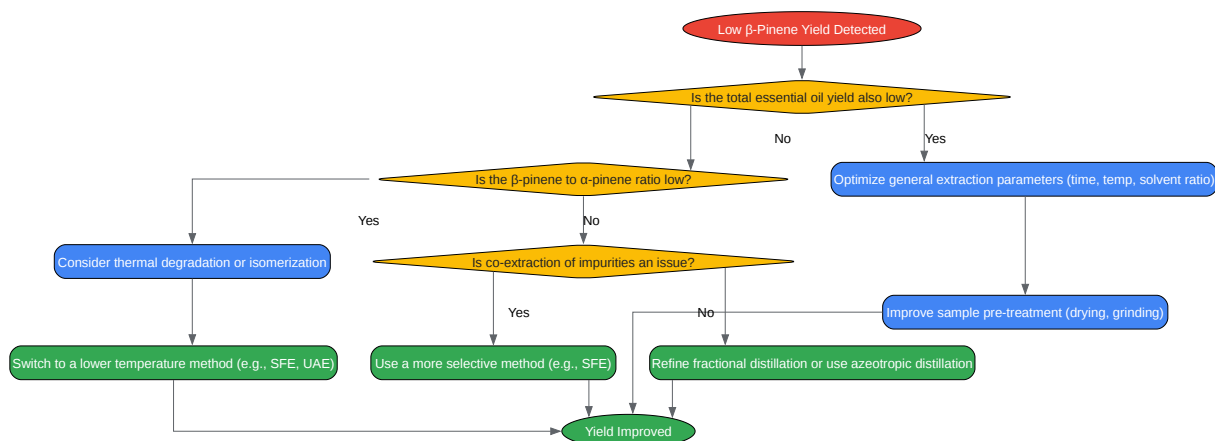 Low β-Pinene Yield Detected
Is the total essential oil yield also low?
No
Yes
Is the β-pinene to α-pinene ratio low?
Optimize general extraction parameters (time, temp, solvent ratio)
Yes
No
Consider thermal degradation or isomerization
Is co-extraction of impurities an issue?
Yes
No
Improve sample pre-treatment (drying, grinding)
Switch to a lower temperature method (e.g., SFE, UAE)
Use a more selective method (e.g., SFE)
Refine fractional distillation or use azeotropic distillation
Yield Improved